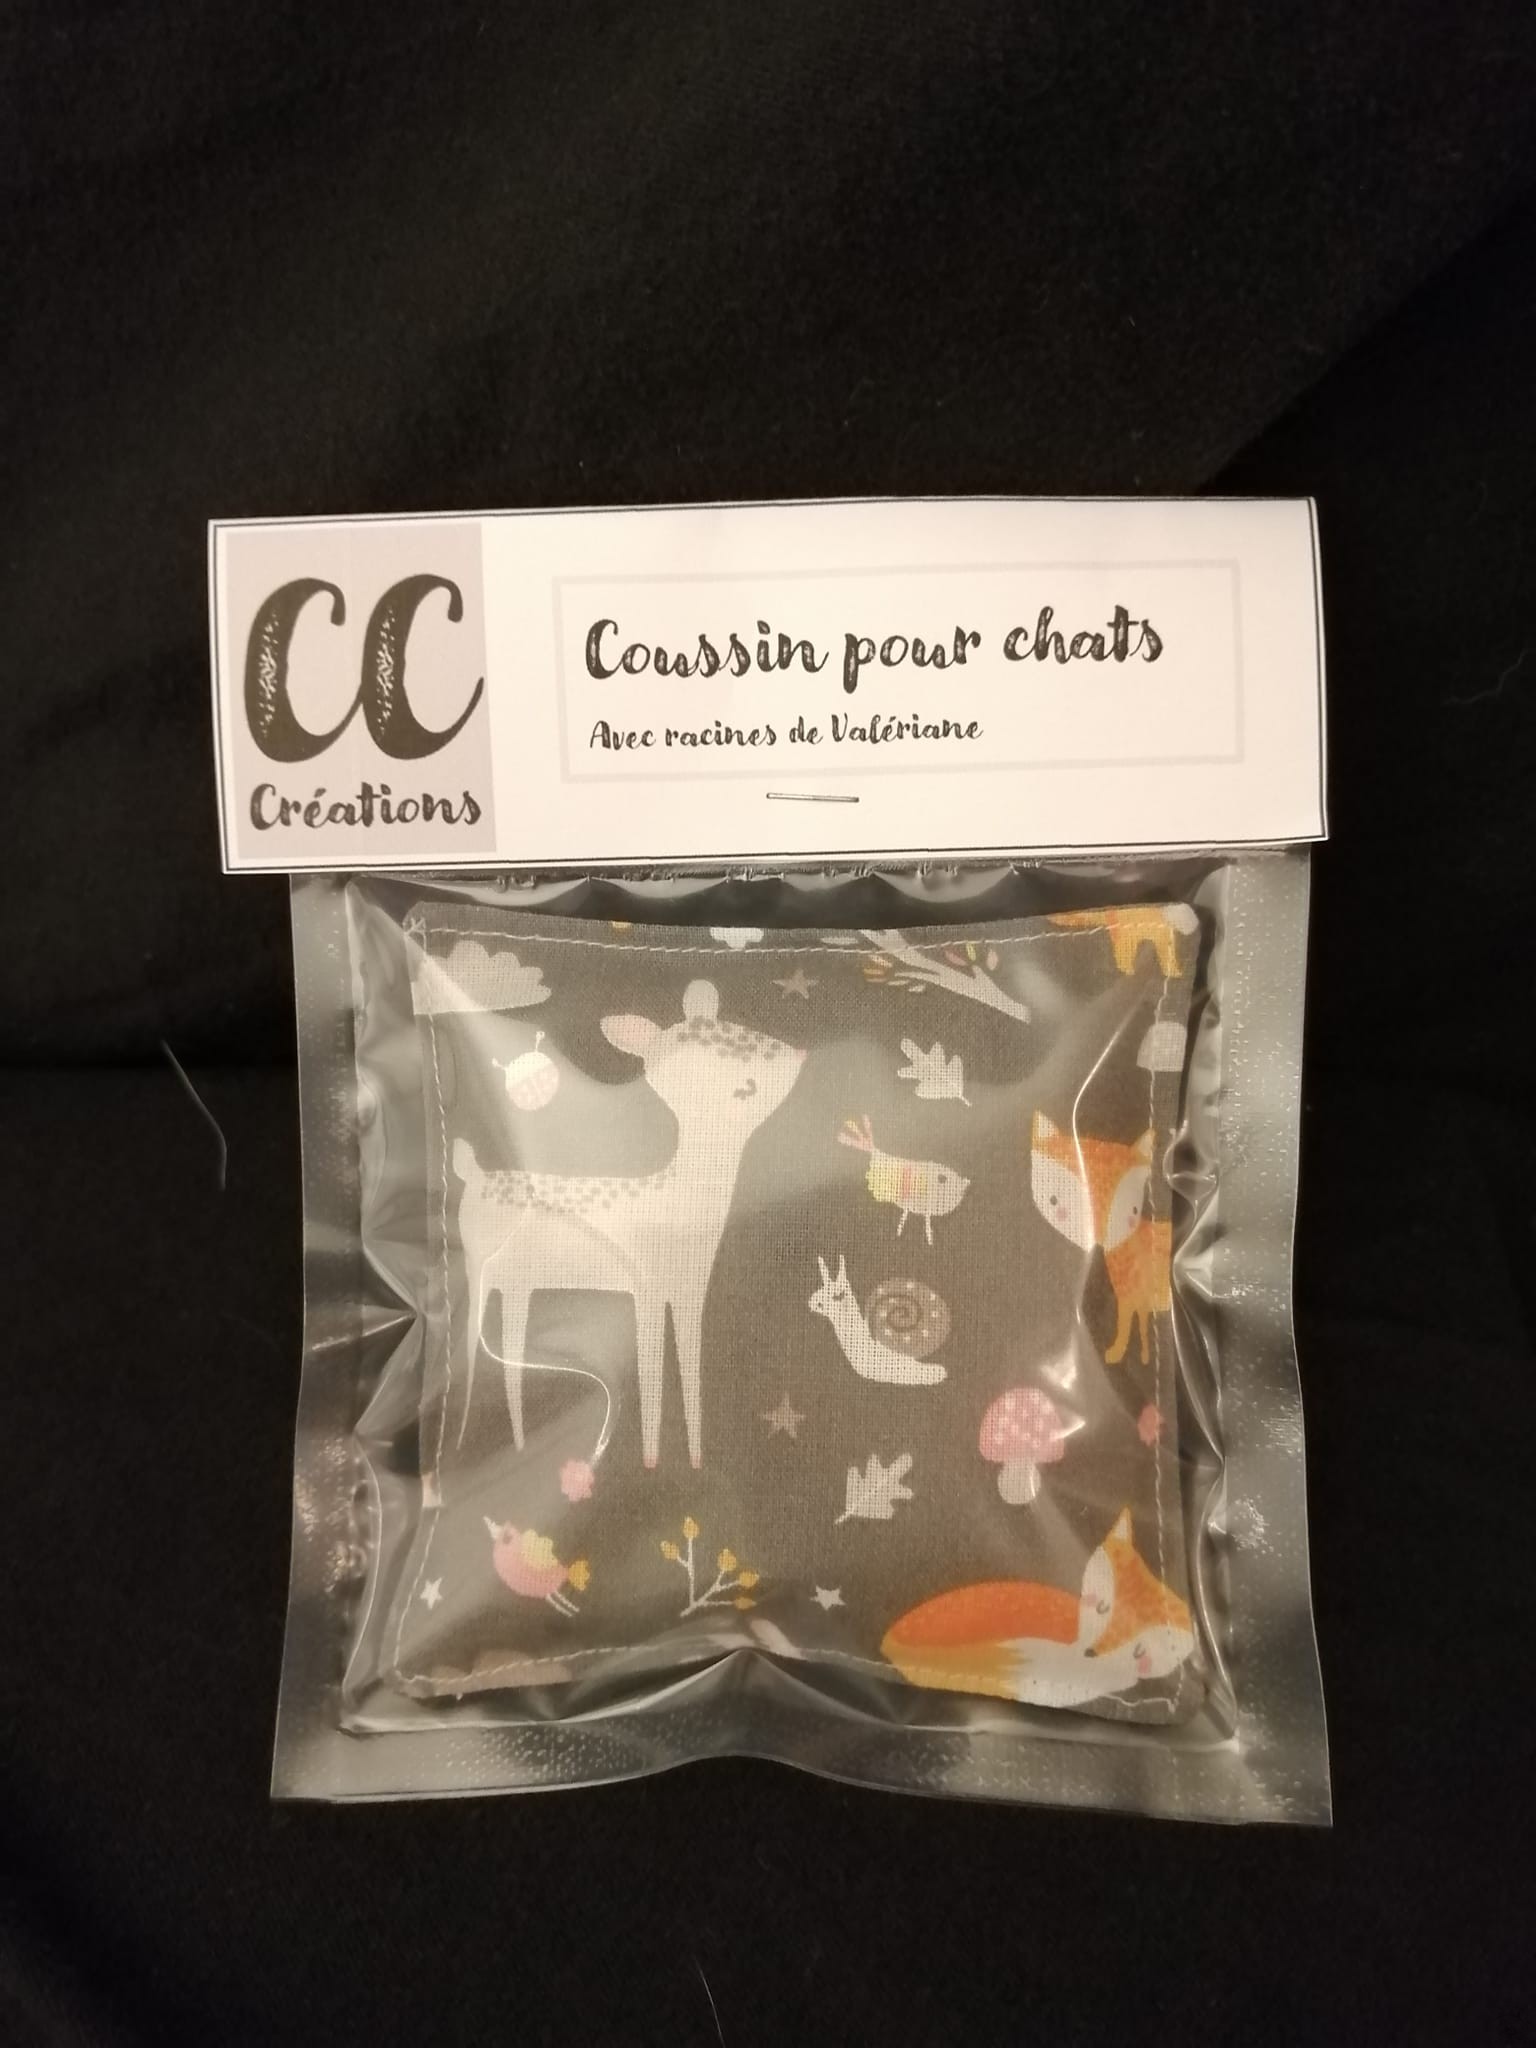 CC
Créations
Coussin pour chats
Avec racines de Valériane